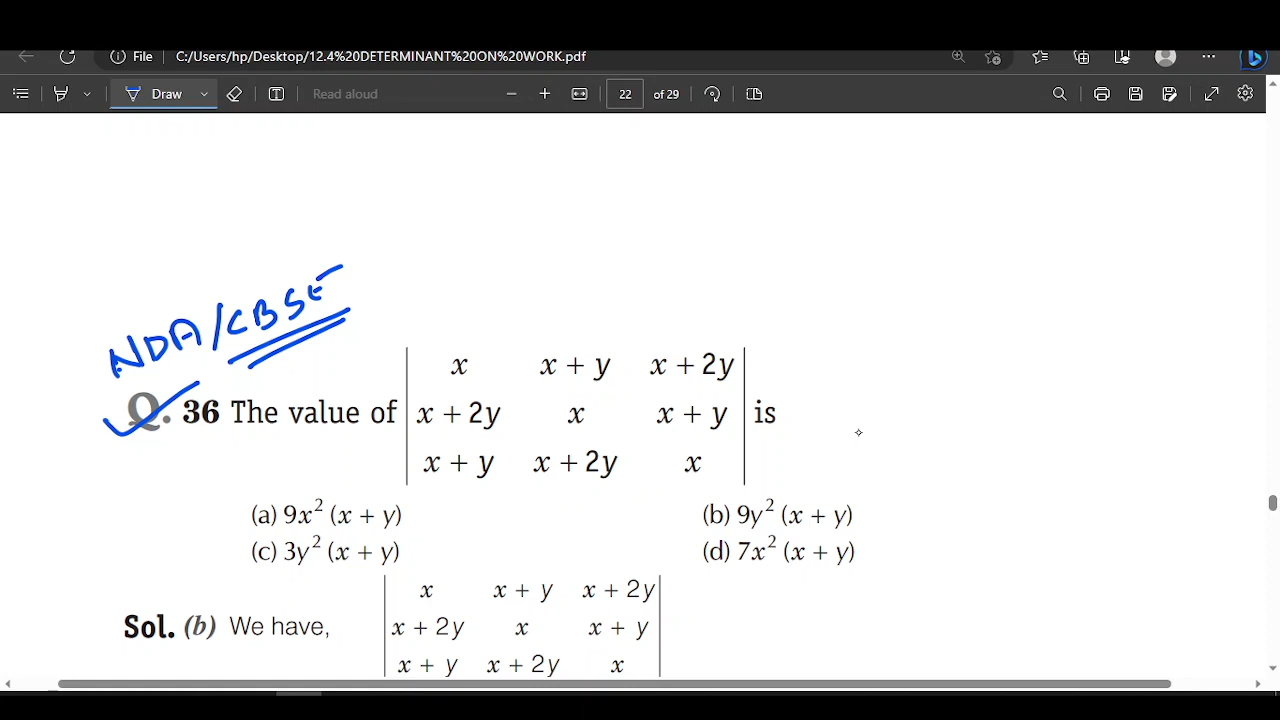 File | C:/Users/hp/Desktop/12.4%20DETERMINANT%20ON%20WORK.pdf
Draw Read aloud 22 of 29
NDA/CBSE
Q. 36 The value of | x x + y x + 2y |
| x + 2y x x + y | is
| x + y x + 2y x |
(a) 9x² (x + y) (b) 9y² (x + y)
(c) 3y² (x + y) (d) 7x² (x + y)
Sol. (b) We have, | x x + y x + 2y |
| x + 2y x x + y |
| x + y x + 2y x |